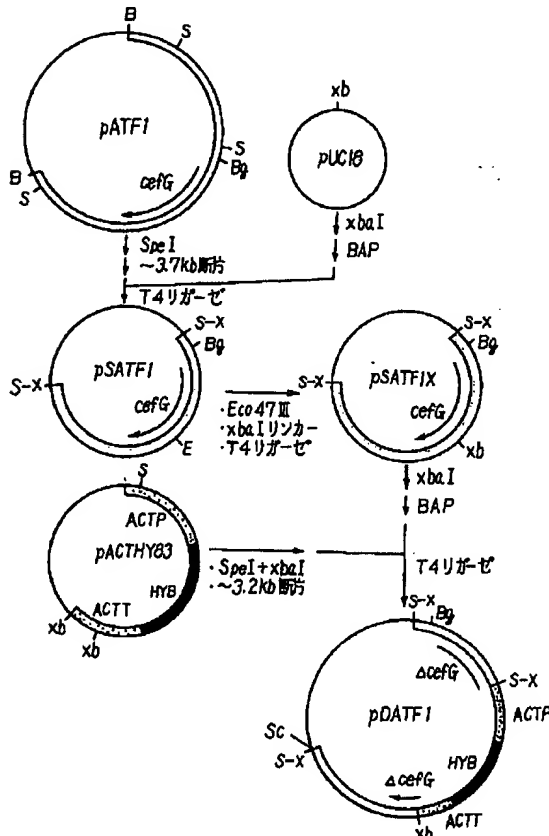 B
S
pATF1
S
Bg
cefG
B
S
xb
pUC18
SpeI
~3.7kb断片
T4リガーゼ
xbaI
BAP
S-x
Bg
pSATF1
S-x
cefG
E
・Eco47III
・xbaIリンカー
・T4リガーゼ
S-x
Bg
pSATF1X
S-x
cefG
xb
xbaI
BAP
S
ACTP
pACTHY83
HYB
ACTT
xb
xb
・SpeI+xbaI
・~3.2kb断片
T4リガーゼ
S-x
Bg
ΔcefG
S-x
ACTP
pDATF1
Sc
S-x
HYB
ΔcefG
ACTT
xb